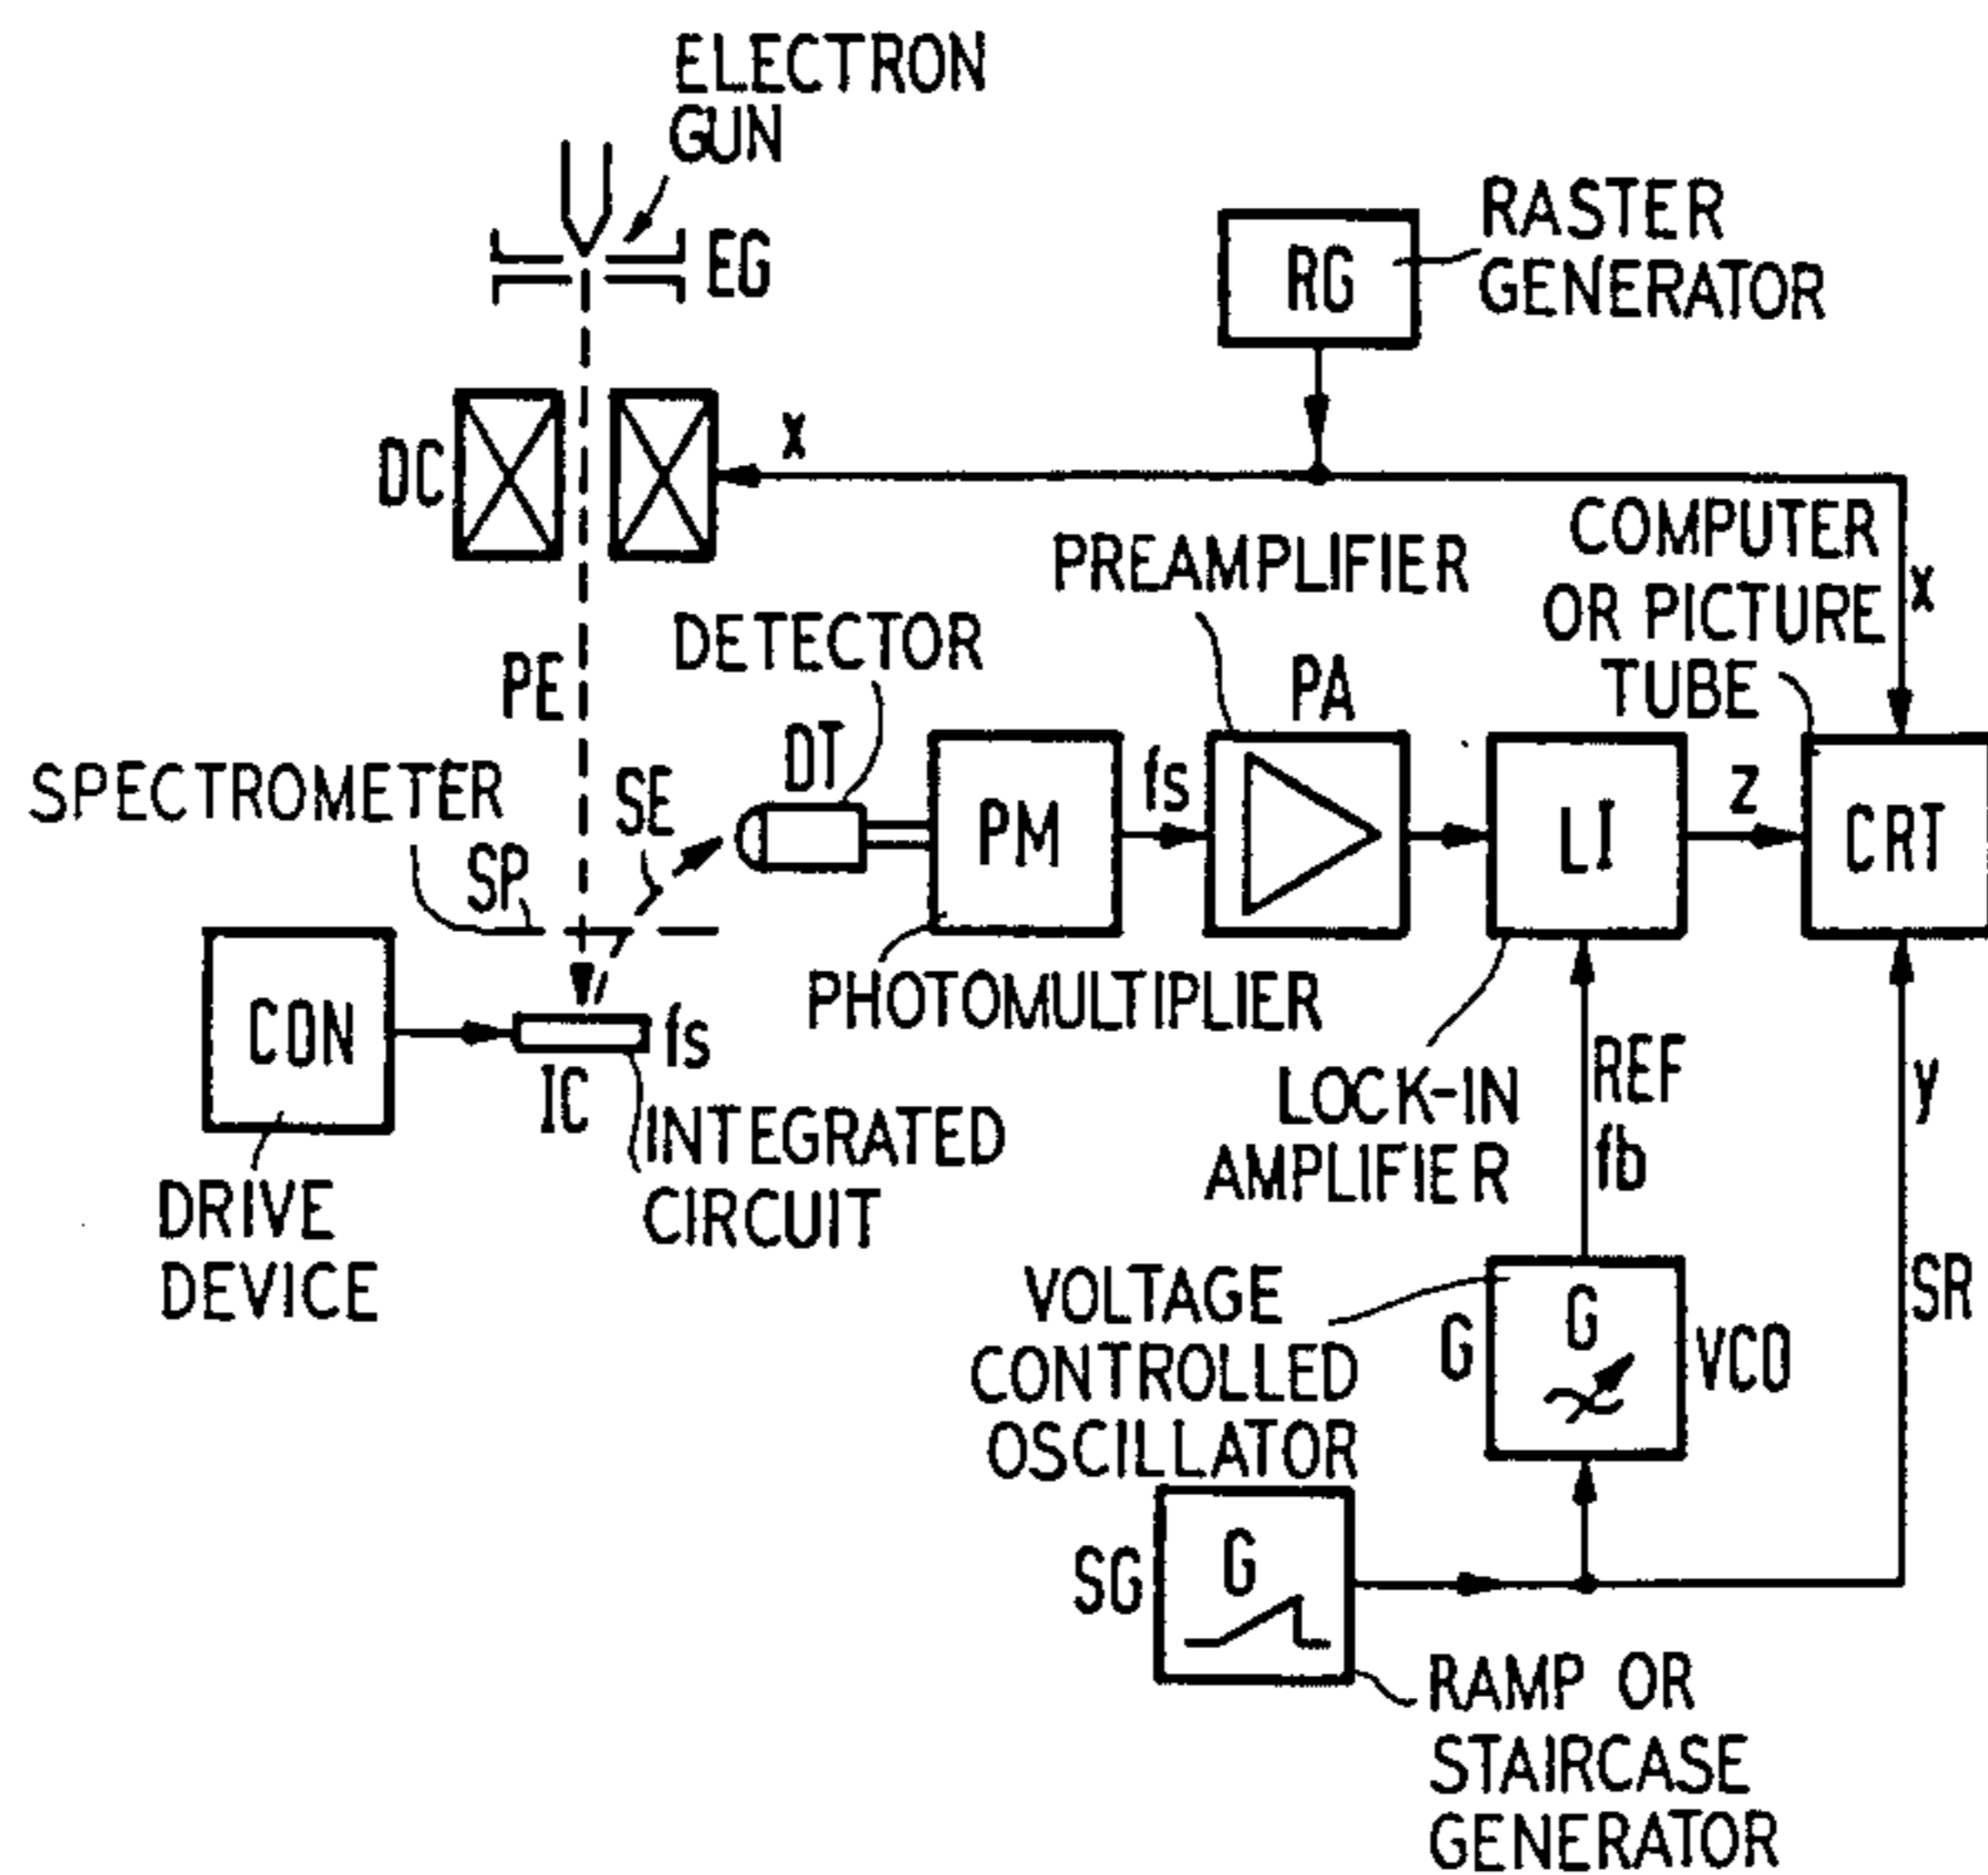 ELECTRON
GUN
EG
RG
RASTER
GENERATOR
DC
x
COMPUTER
OR PICTURE
TUBE
x
PREAMPLIFIER
PA
DETECTOR
DT
PE
SPECTROMETER
SP
SE
PM
fs
LI
z
CRT
PHOTOMULTIPLIER
CON
IC
fs
INTEGRATED
CIRCUIT
DRIVE
DEVICE
LOCK-IN
AMPLIFIER
REF
fb
y
SR
VOLTAGE
CONTROLLED
OSCILLATOR
G
G
VCO
SG
G
RAMP OR
STAIRCASE
GENERATOR